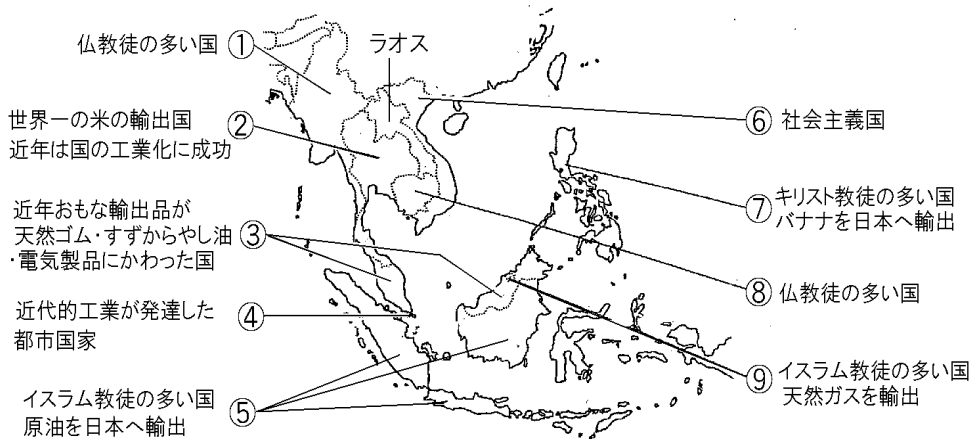 仏教徒の多い国 ①
ラオス
世界一の米の輸出国
近年は国の工業化に成功 ②
近年おもな輸出品が
天然ゴム・すずからやし油
・電気製品にかわった国 ③
近代的工業が発達した
都市国家 ④
イスラム教徒の多い国
原油を日本へ輸出 ⑤
⑥ 社会主義国
⑦ キリスト教徒の多い国
バナナを日本へ輸出
⑧ 仏教徒の多い国
⑨ イスラム教徒の多い国
天然ガスを輸出